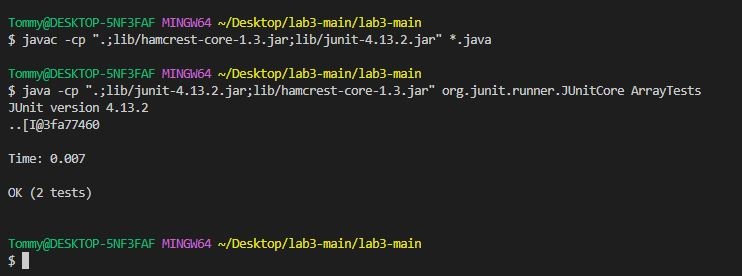 Tommy@DESKTOP-5NF3FAF MINGW64 ~/Desktop/lab3-main/lab3-main
$ javac -cp ".;lib/hamcrest-core-1.3.jar;lib/junit-4.13.2.jar" *.java
Tommy@DESKTOP-5NF3FAF MINGW64 ~/Desktop/lab3-main/lab3-main
$ java -cp ".;lib/junit-4.13.2.jar;lib/hamcrest-core-1.3.jar" org.junit.runner.JUnitCore ArrayTests
JUnit version 4.13.2
..[I@3fa77460
Time: 0.007
OK (2 tests)
Tommy@DESKTOP-5NF3FAF MINGW64 ~/Desktop/lab3-main/lab3-main
$